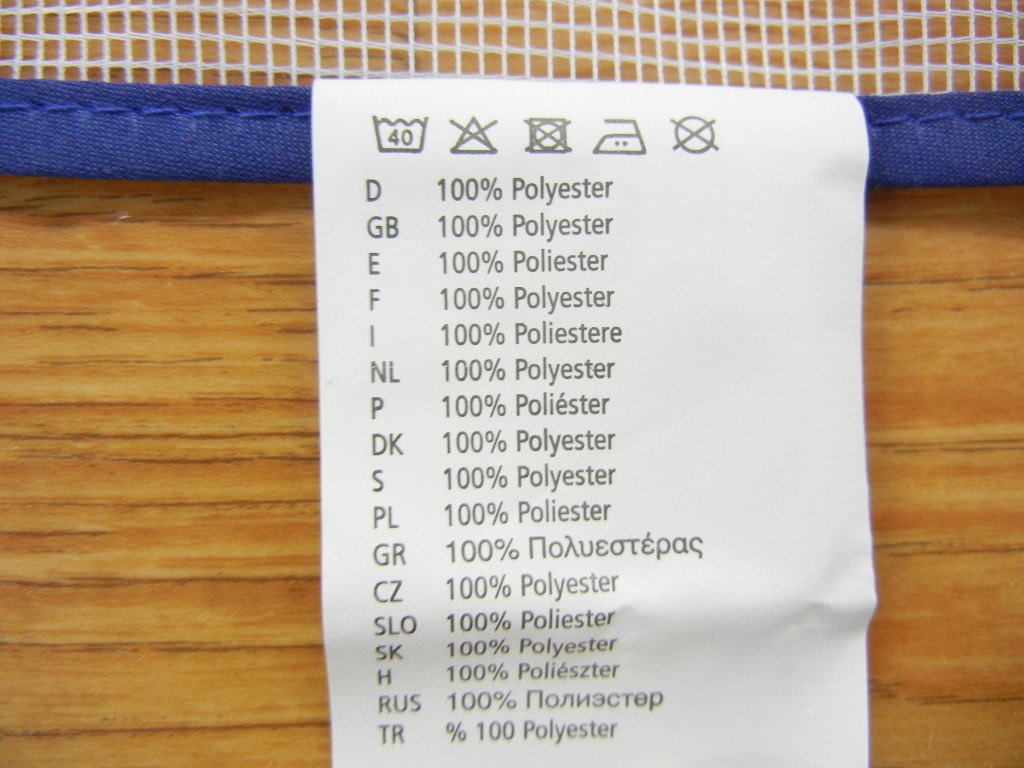 40
D 100% Polyester
GB 100% Polyester
E 100% Poliester
F 100% Polyester
I 100% Poliestere
NL 100% Polyester
P 100% Poliéster
DK 100% Polyester
S 100% Polyester
PL 100% Poliester
GR 100% Πολυεστέρας
CZ 100% Polyester
SLO 100% Poliester
SK 100% Polyester
H 100% Poliészter
RUS 100% Полиэстер
TR % 100 Polyester